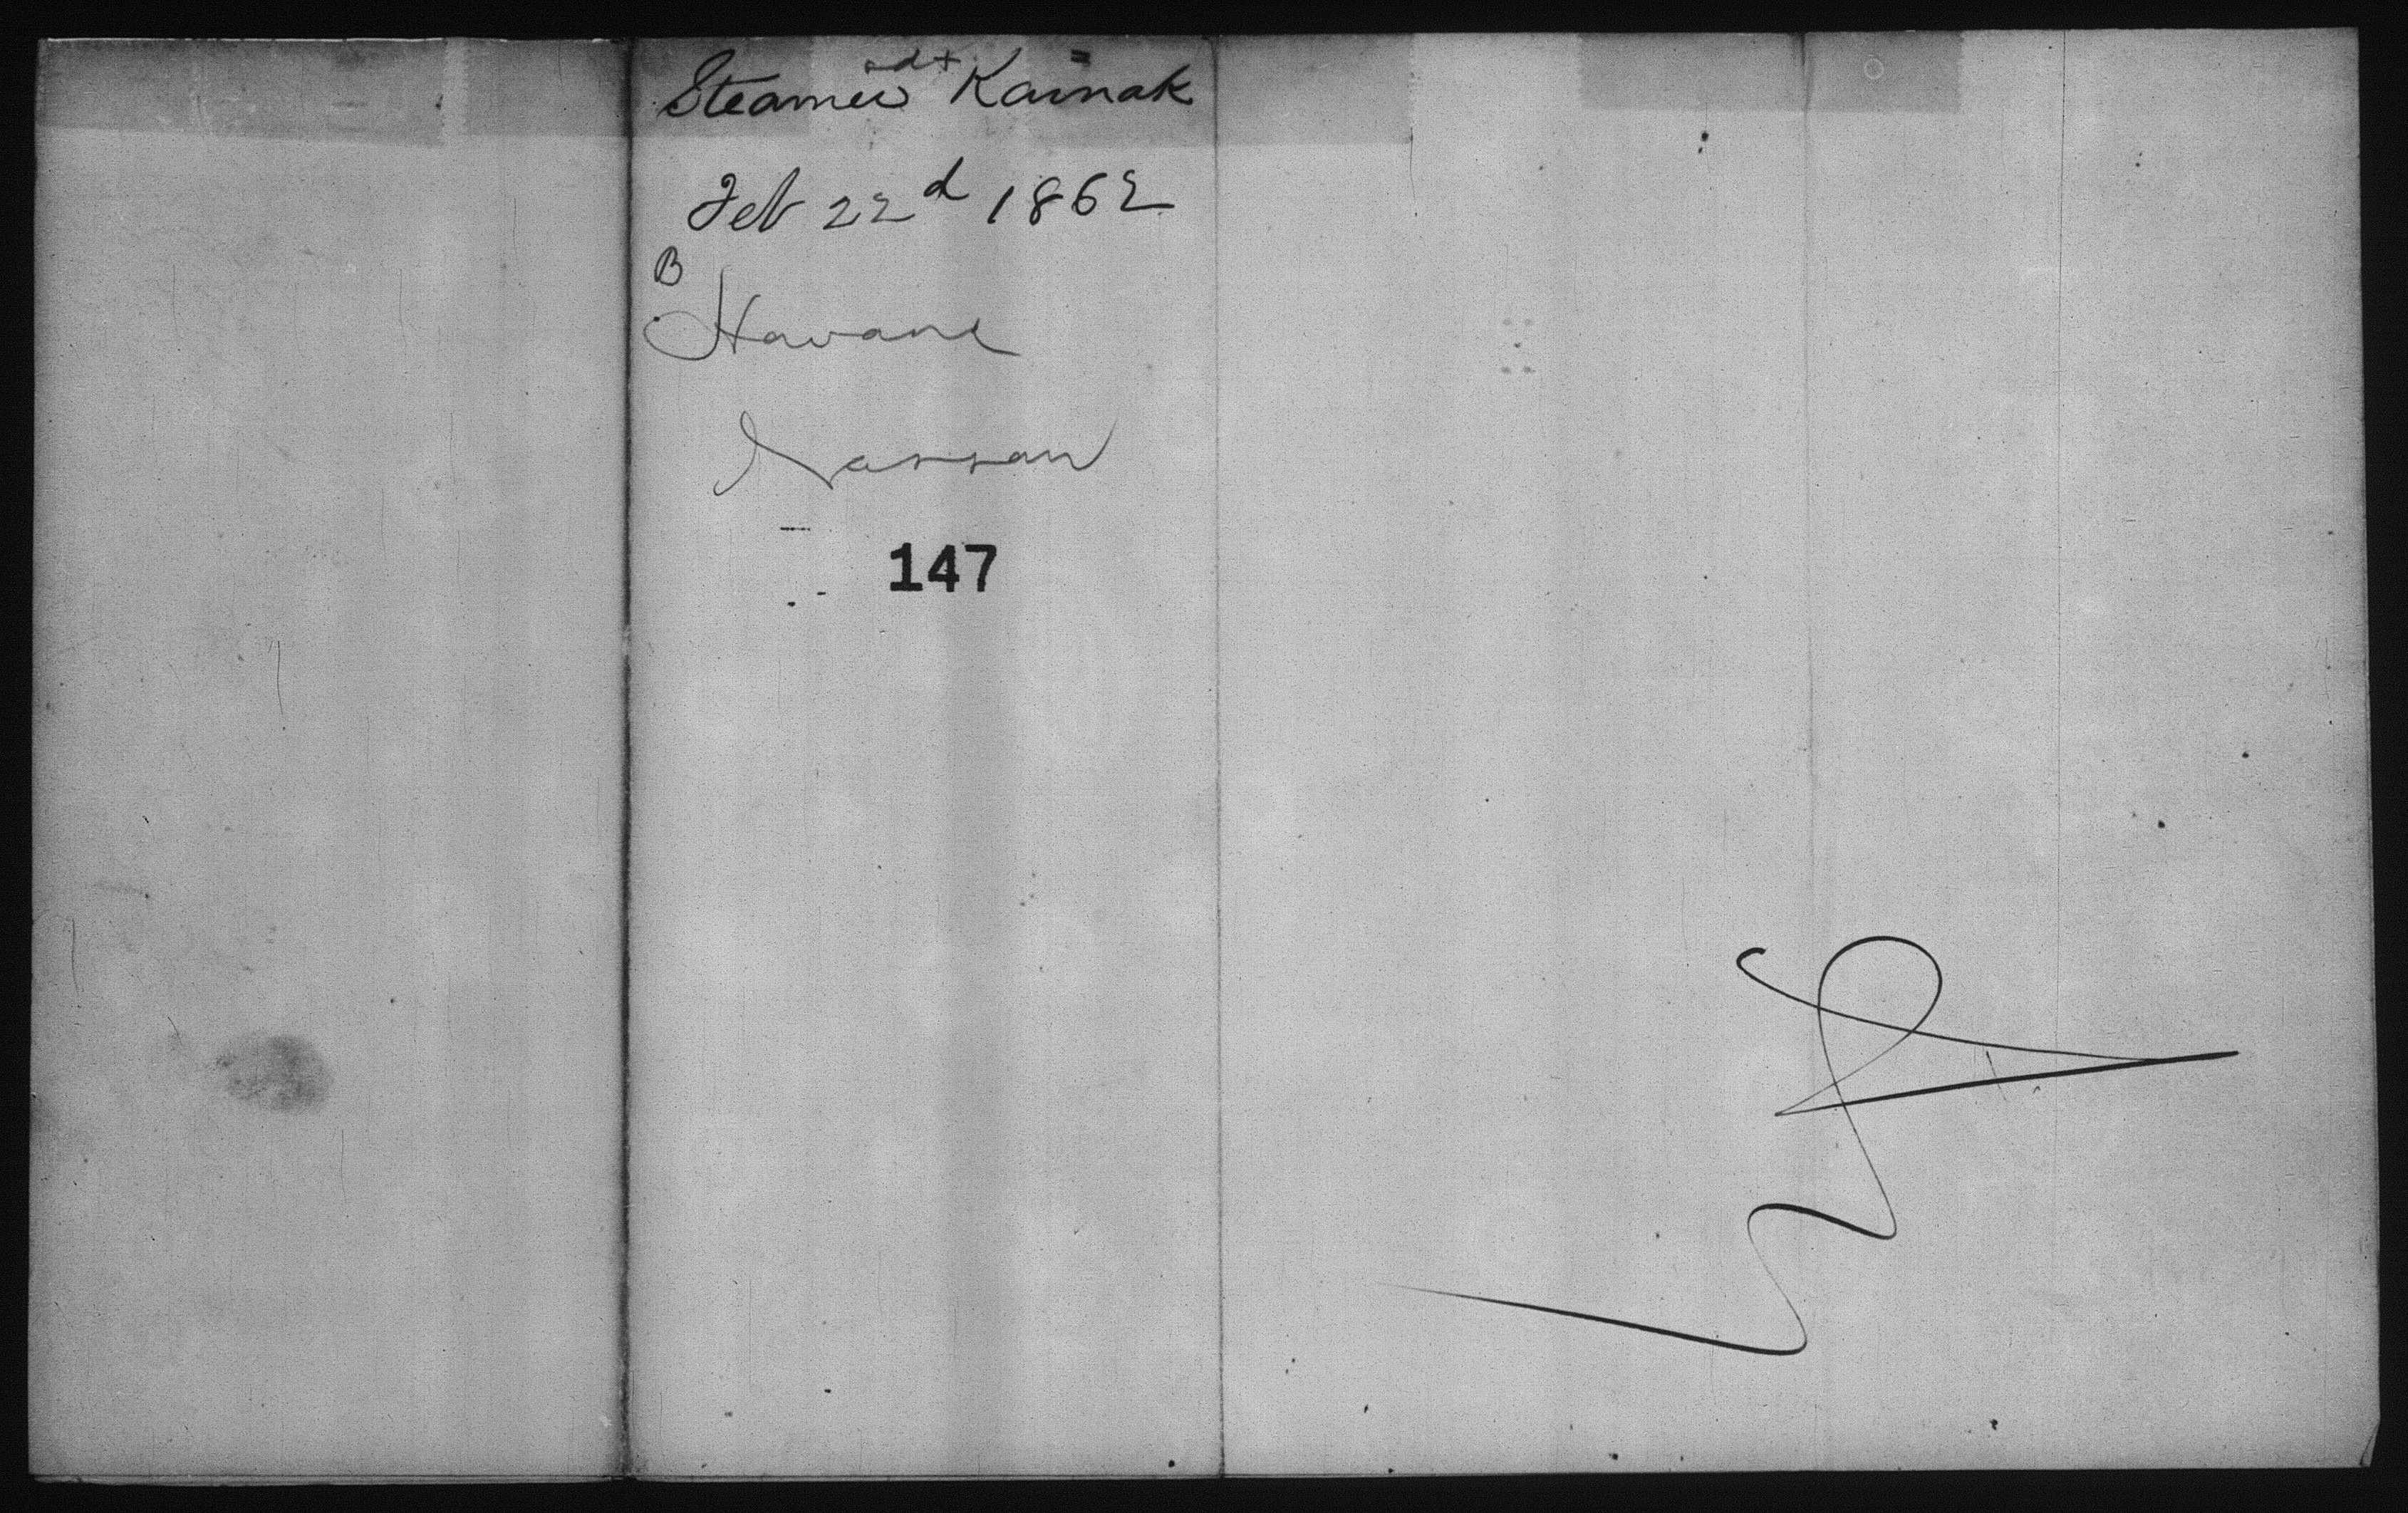 Steamer Karnak
Feb 22d 1862
B
Havana
Nassau
147